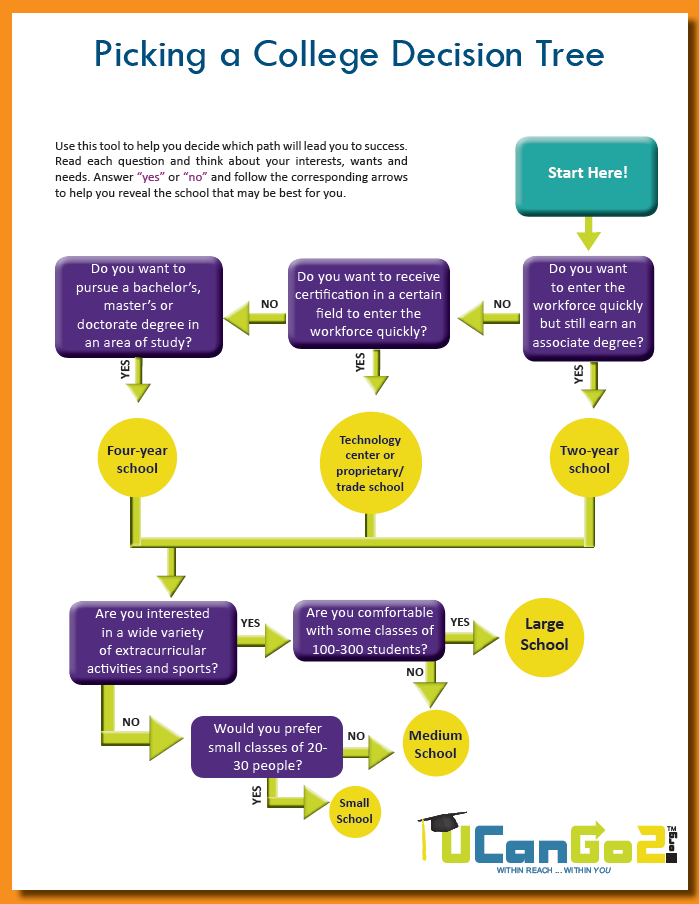 Picking a College Decision Tree
Use this tool to help you decide which path will lead you to success.
Read each question and think about your interests, wants and
needs. Answer “yes” or “no” and follow the corresponding arrows
to help you reveal the school that may be best for you.
Start Here!
Do you want to
pursue a bachelor’s,
master’s or
doctorate degree in
an area of study?
NO
Do you want to receive
certification in a certain
field to enter the
workforce quickly?
NO
Do you want
to enter the
workforce quickly
but still earn an
associate degree?
YES
YES
YES
Four-year
school
Technology
center or
proprietary/
trade school
Two-year
school
Are you interested
in a wide variety
of extracurricular
activities and sports?
YES
Are you comfortable
with some classes of
100-300 students?
YES
Large
School
NO
NO
Would you prefer
small classes of 20-
30 people?
NO
Medium
School
YES
Small
School
UCanGo2.org™
WITHIN REACH ... WITHIN YOU